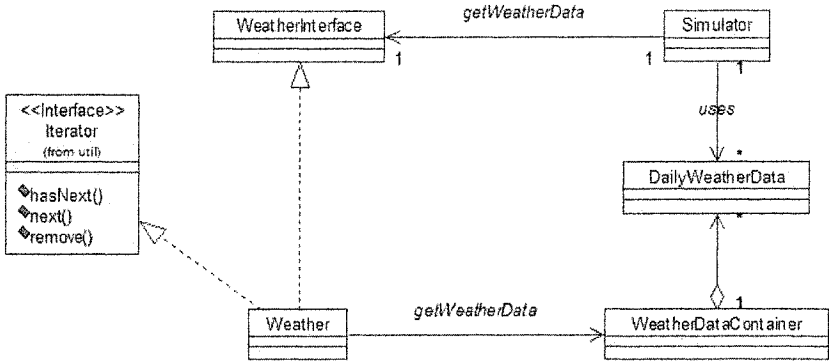 getWeatherData
WeatherInterface
Simulator
1
1
1
<<Interface>>
Iterator
(from util)
uses
hasNext()
next()
remove()
*
DailyWeatherData
*
1
getWeatherData
Weather
WeatherDataContainer